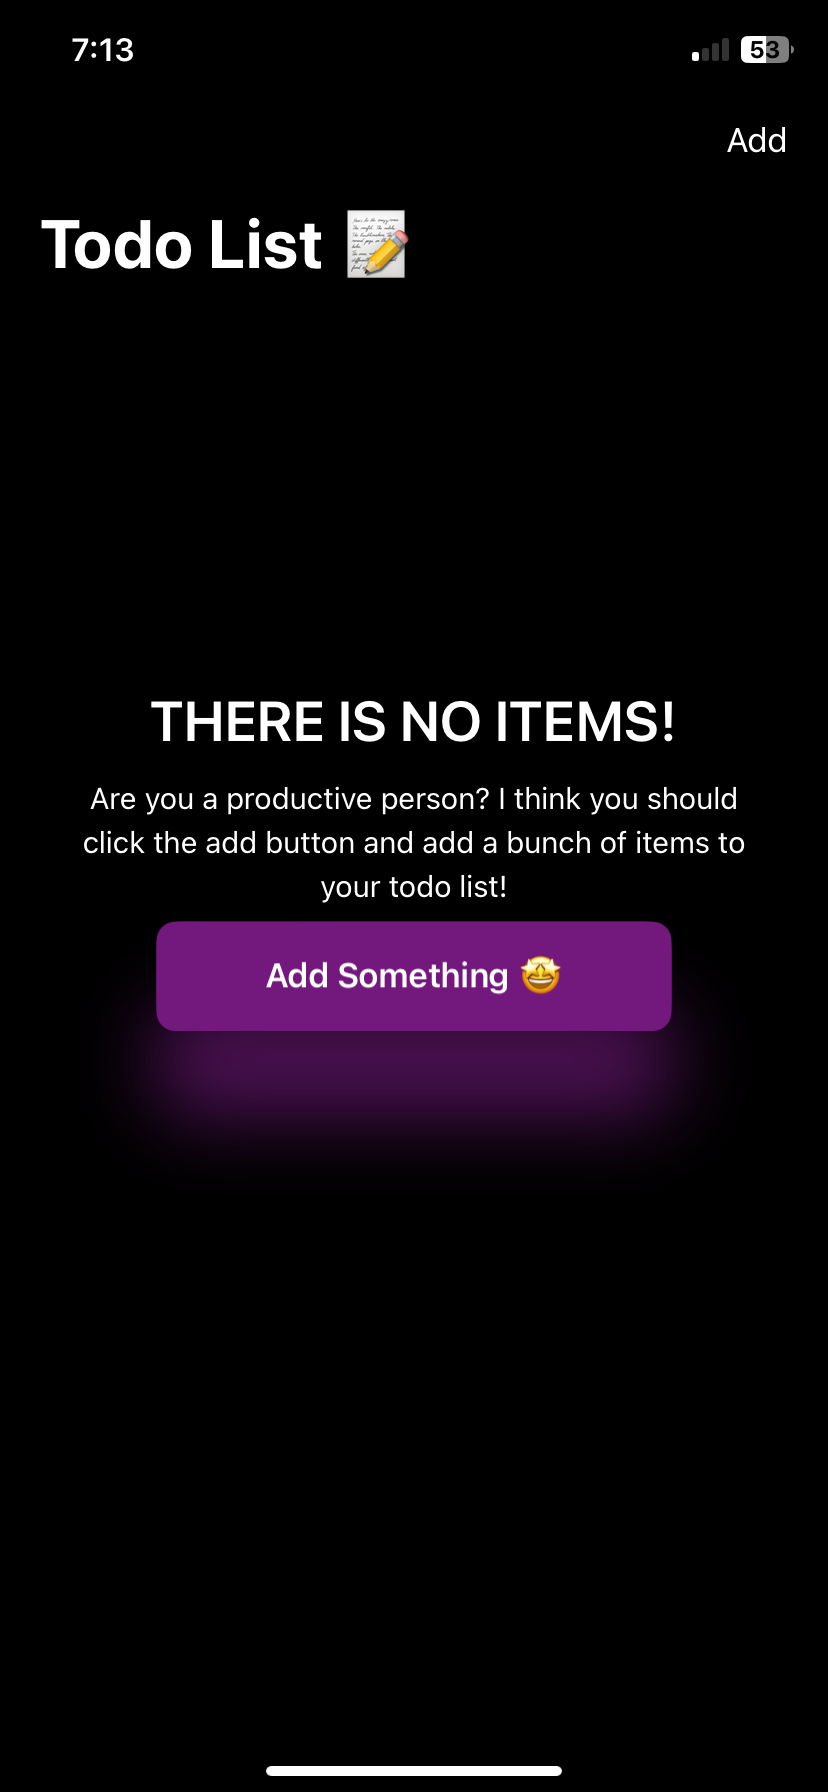 7:13
53
Add
Todo List 📝
THERE IS NO ITEMS!
Are you a productive person? I think you should
click the add button and add a bunch of items to
your todo list!
Add Something 🤩